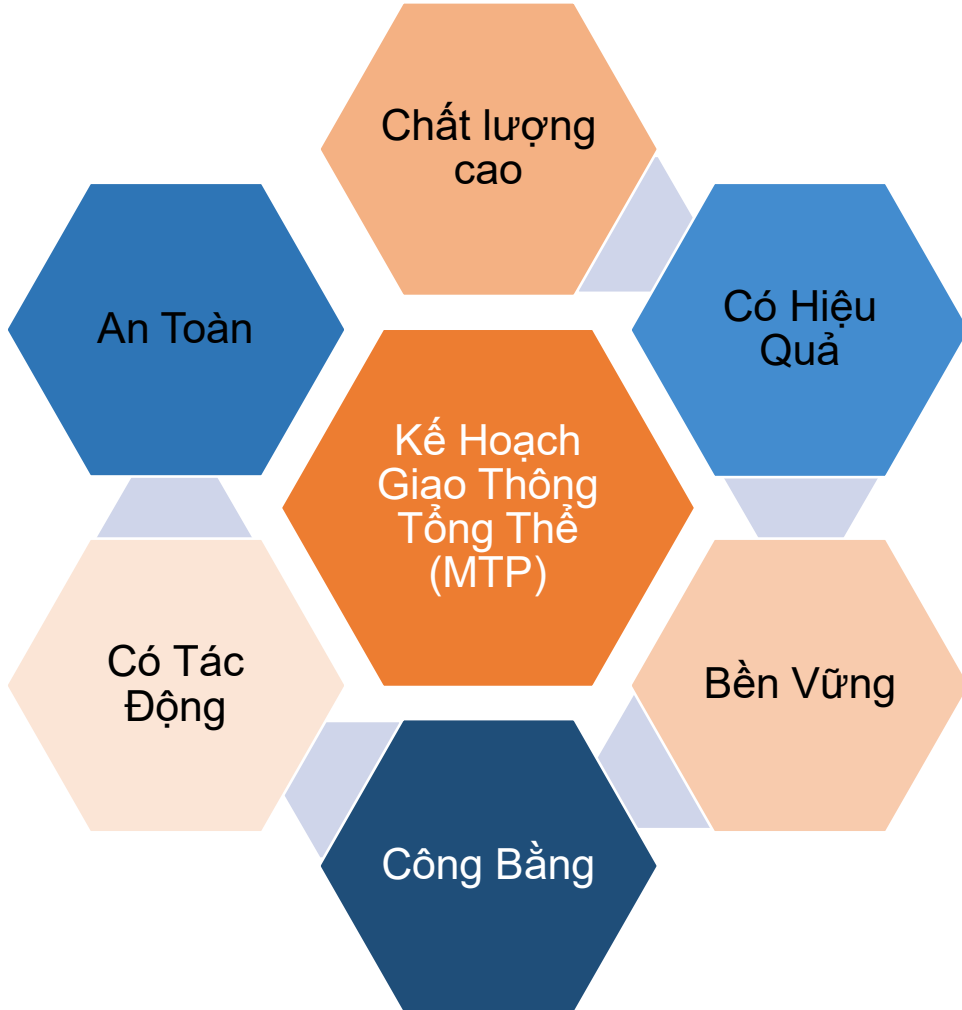 Chất lượng
cao
Có Hiệu
Quả
An Toàn
Kế Hoạch
Giao Thông
Tổng Thể
(MTP)
Có Tác
Động
Bền Vững
Công Bằng